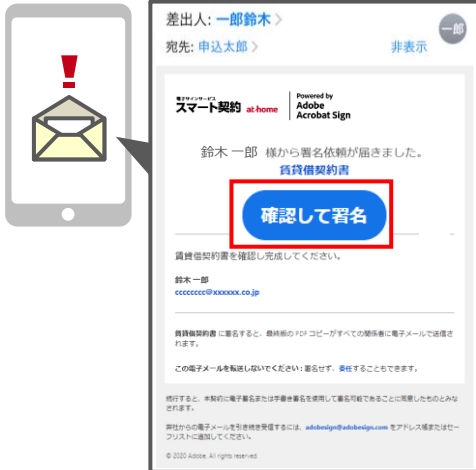 差出人: 一郎鈴木 >
一郎
宛先: 申込太郎 >
非表示
電子サインサービス
スマート契約 at home
Powered by
Adobe
Acrobat Sign
鈴木 一郎 様から署名依頼が届きました。
賃貸借契約書
確認して署名
賃貸借契約書を確認し完成してください。
鈴木 一郎
cccccccc@xxxxxx.co.jp
賃貸借契約書 に署名すると、最終版の PDF コピーがすべての関係者に電子メールで送信さ
れます。
この電子メールを転送しないでください : 署名せず、委任することもできます。
続行すると、本契約に電子署名または手書き署名を使用して署名可能であることに同意したものとみな
されます。
弊社からの電子メールを引き続き受信するには、adobesign@adobesign.com をアドレス帳またはセー
フリストに追加してください。
© 2020 Adobe. All rights reserved.